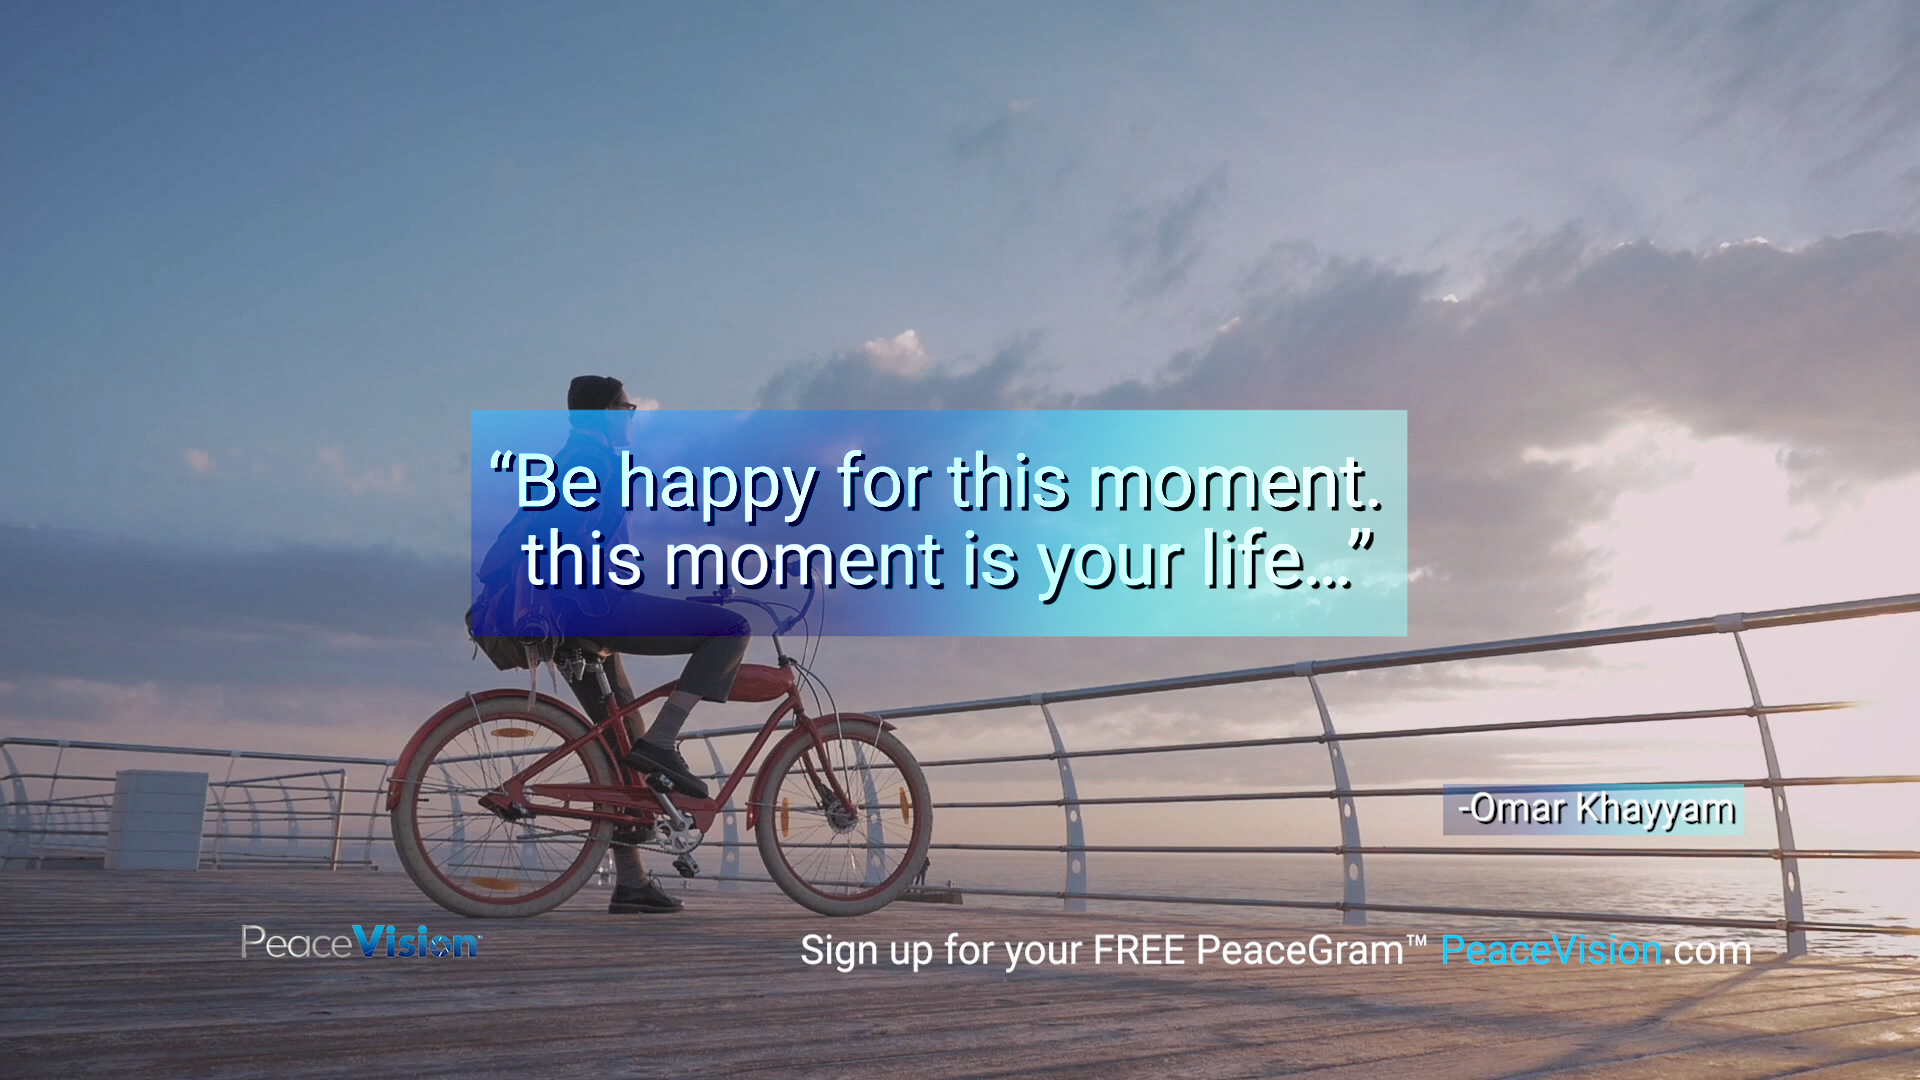 “Be happy for this moment.
this moment is your life...”
-Omar Khayyam
PeaceVision™
Sign up for your FREE PeaceGram™ PeaceVision.com